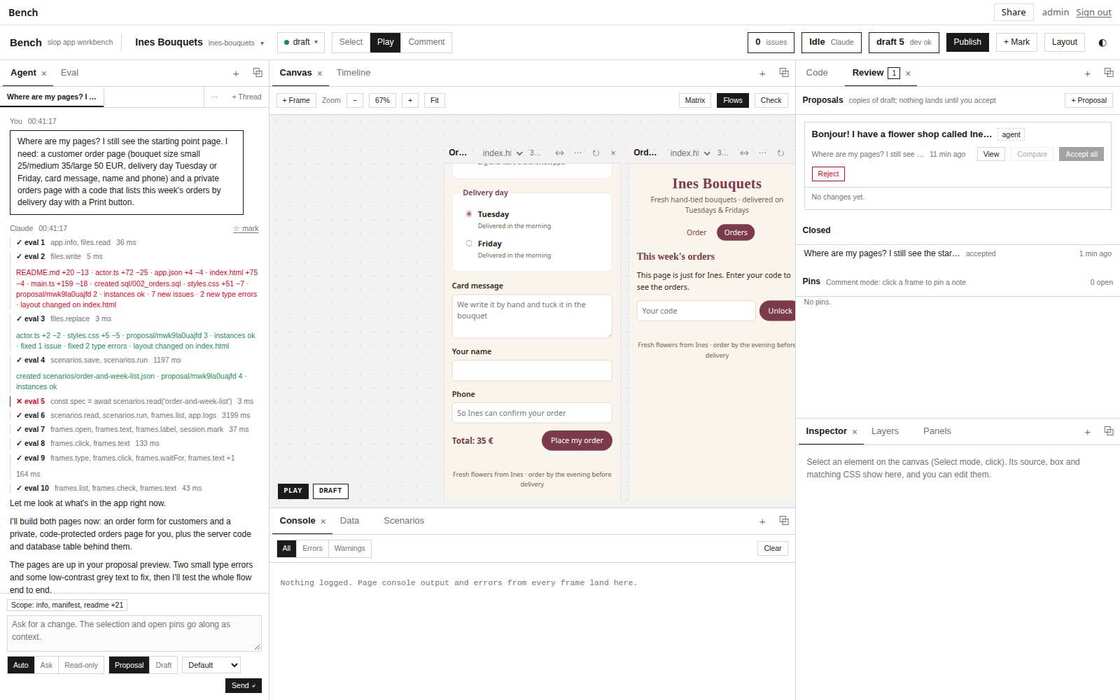 Bench
Share
admin
Sign out
Bench
slop app workbench
Ines Bouquets
ines-bouquets
draft
Select
Play
Comment
0 issues
Idle Claude
draft 5 dev ok
Publish
+ Mark
Layout
Agent ×
Eval
+
Where are my pages? I ...
...
+ Thread
You 00:41:17
Where are my pages? I still see the starting point page. I
need: a customer order page (bouquet size small
25/medium 35/large 50 EUR, delivery day Tuesday or
Friday, card message, name and phone) and a private
orders page with a code that lists this week's orders by
delivery day with a Print button.
Claude 00:41:17
☆ mark
✓ eval 1 app.info, files.read 36 ms
✓ eval 2 files.write 5 ms
README.md +20 −13 · actor.ts +72 −25 · app.json +4 −4 · index.html +75
−4 · main.ts +159 −18 · created sql/002_orders.sql · styles.css +51 −7 ·
proposal/mwk9la0uajfd 2 · instances ok · 7 new issues · 2 new type errors
· layout changed on index.html
✓ eval 3 files.replace 3 ms
actor.ts +2 −2 · styles.css +5 −5 · proposal/mwk9la0uajfd 3 · instances
ok · fixed 1 issue · fixed 2 type errors · layout changed on index.html
✓ eval 4 scenarios.save, scenarios.run 1197 ms
created scenarios/order-and-week-list.json · proposal/mwk9la0uajfd 4 ·
instances ok
✕ eval 5 const spec = await scenarios.read('order-and-week-list') 3 ms
✓ eval 6 scenarios.read, scenarios.run, frames.list, app.logs 3199 ms
✓ eval 7 frames.open, frames.text, frames.label, session.mark 37 ms
✓ eval 8 frames.click, frames.text 133 ms
✓ eval 9 frames.type, frames.click, frames.waitFor, frames.text +1
164 ms
✓ eval 10 frames.list, frames.check, frames.text 43 ms
Let me look at what's in the app right now.
I'll build both pages now: an order form for customers and a
private, code-protected orders page for you, plus the server code
and database table behind them.
The pages are up in your proposal preview. Two small type errors
and some low-contrast grey text to fix, then I'll test the whole flow
end to end.
Scope: info, manifest, readme +21
Ask for a change. The selection and open pins go along as
context.
Auto
Ask
Read-only
Proposal
Draft
Default
Send
Canvas ×
Timeline
+
+ Frame
Zoom
−
67%
+
Fit
Matrix
Flows
Check
Or...
index.ht
3...
...
×
Delivery day
Tuesday
Delivered in the morning
Friday
Delivered in the morning
Card message
We write it by hand and tuck it in the
bouquet
Your name
Phone
So Ines can confirm your order
Total: 35 €
Place my order
Fresh flowers from Ines · order by the evening before
delivery
Ord...
index.ht
3...
...
Ines Bouquets
Fresh hand-tied bouquets · delivered on
Tuesdays & Fridays
Order
Orders
This week's orders
This page is just for Ines. Enter your code to
see the orders.
Your code
Unlock
Fresh flowers from Ines · order by the evening before
delivery
PLAY
DRAFT
Console ×
Data
Scenarios
+
All
Errors
Warnings
Clear
Nothing logged. Page console output and errors from every frame land here.
Code
Review 1 ×
+
Proposals copies of draft; nothing lands until you accept
+ Proposal
Bonjour! I have a flower shop called Ine...
agent
Where are my pages? I still see ... 11 min ago
View
Compare
Accept all
Reject
No changes yet.
Closed
Where are my pages? I still see the star... accepted
1 min ago
Pins Comment mode: click a frame to pin a note
0 open
No pins.
Inspector ×
Layers
Panels
+
Select an element on the canvas (Select mode, click). Its source, box and
matching CSS show here, and you can edit them.